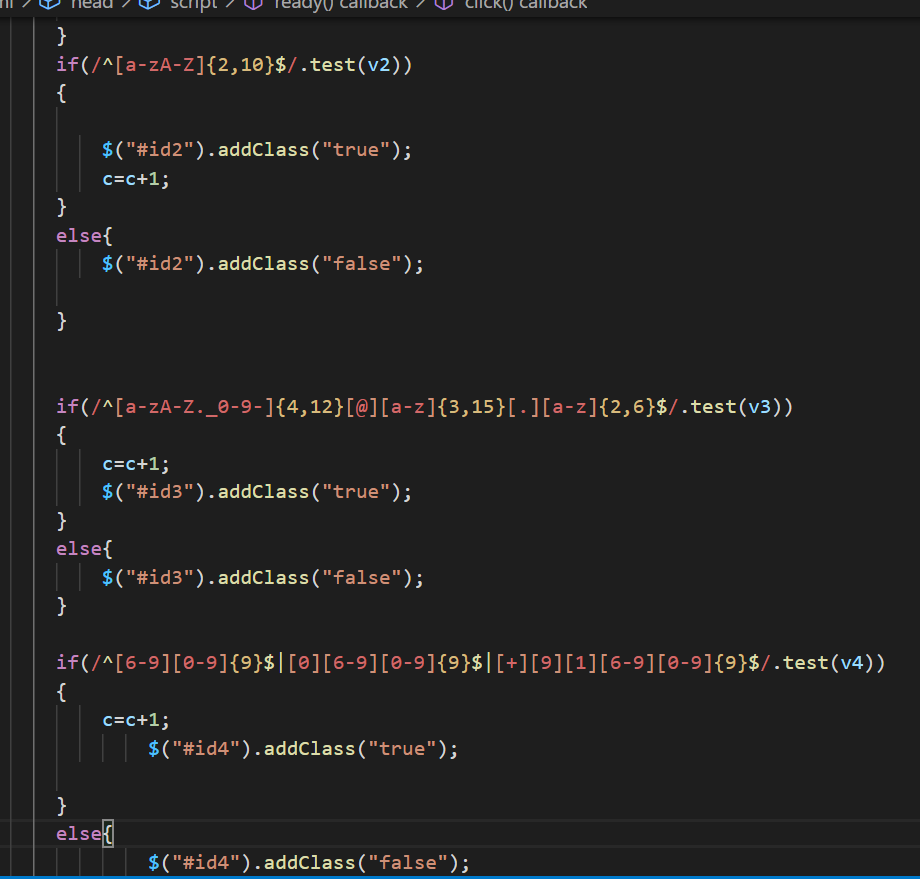 head > script > ready() callback > click() callback
}
if(/^[a-zA-Z]{2,10}$/.test(v2))
{
$("#id2").addClass("true");
c=c+1;
}
else{
$("#id2").addClass("false");
}
if(/^[a-zA-Z._0-9-]{4,12}[@][a-z]{3,15}[.][a-z]{2,6}$/.test(v3))
{
c=c+1;
$("#id3").addClass("true");
}
else{
$("#id3").addClass("false");
}
if(/^[6-9][0-9]{9}$|[0][6-9][0-9]{9}$|[+][9][1][6-9][0-9]{9}$/.test(v4))
{
c=c+1;
$("#id4").addClass("true");
}
else{
$("#id4").addClass("false");